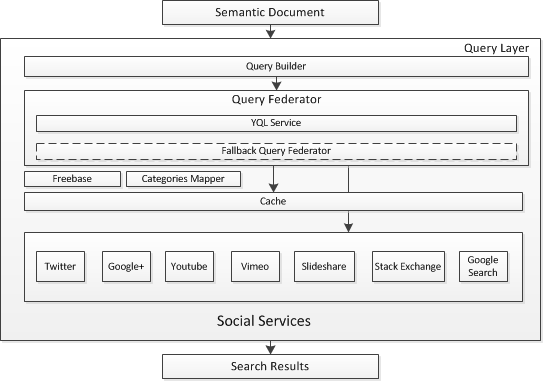 Semantic Document
Query Layer
Query Builder
Query Federator
YQL Service
Fallback Query Federator
Freebase
Categories Mapper
Cache
Twitter
Google+
Youtube
Vimeo
Slideshare
Stack Exchange
Google
Search
Social Services
Search Results